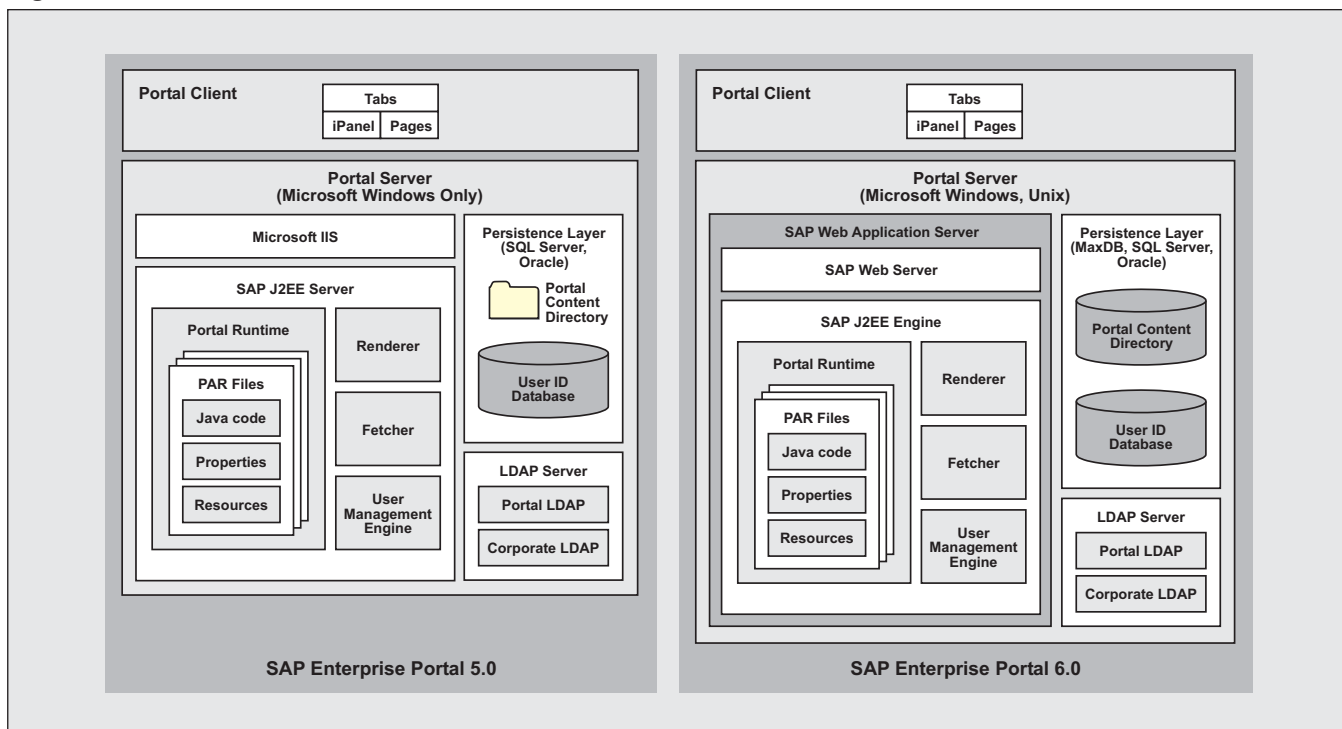 Portal Client
Tabs
iPanel
Pages
Portal Server
(Microsoft Windows Only)
Microsoft IIS
SAP J2EE Server
Portal Runtime
PAR Files
Java code
Properties
Resources
Renderer
Fetcher
User
Management
Engine
Persistence Layer
(SQL Server,
Oracle)
Portal
Content
Directory
User ID
Database
LDAP Server
Portal LDAP
Corporate LDAP
SAP Enterprise Portal 5.0
Portal Client
Tabs
iPanel
Pages
Portal Server
(Microsoft Windows, Unix)
SAP Web Application Server
SAP Web Server
SAP J2EE Engine
Portal Runtime
PAR Files
Java code
Properties
Resources
Renderer
Fetcher
User
Management
Engine
Persistence Layer
(MaxDB, SQL Server,
Oracle)
Portal Content
Directory
User ID
Database
LDAP Server
Portal LDAP
Corporate LDAP
SAP Enterprise Portal 6.0